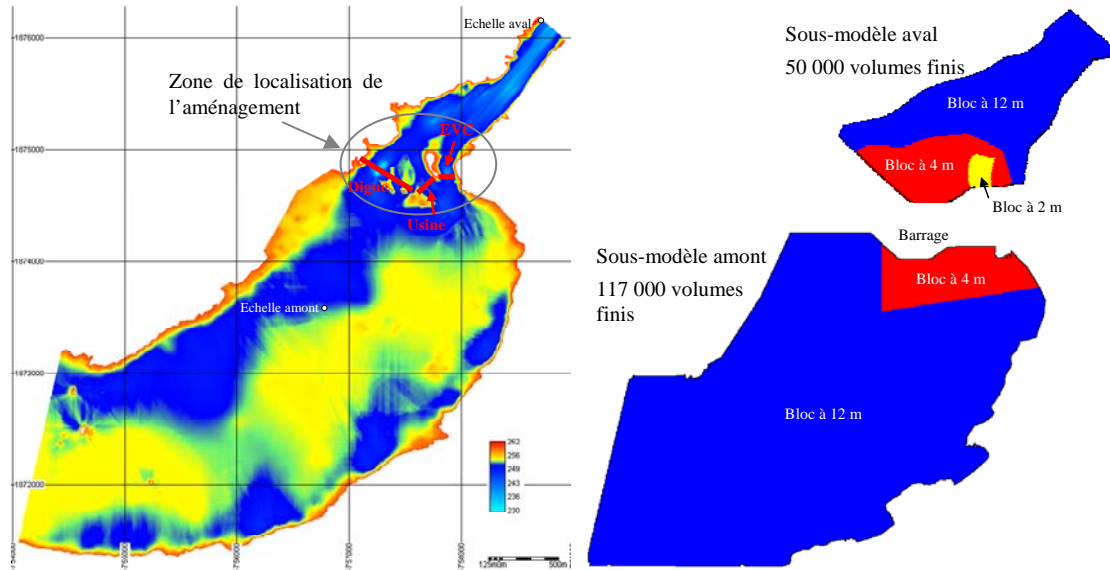 Echelle aval
1876000
Zone de localisation de
l'aménagement
EVC
1875000
Digue
Usine
1874000
Echelle amont
1873000
262
256
249
243
236
230
1872000
500m
Sous-modèle aval
50 000 volumes finis
Bloc à 12 m
Bloc à 4 m
Bloc à 2 m
Barrage
Sous-modèle amont
117 000 volumes
finis
Bloc à 4 m
Bloc à 12 m